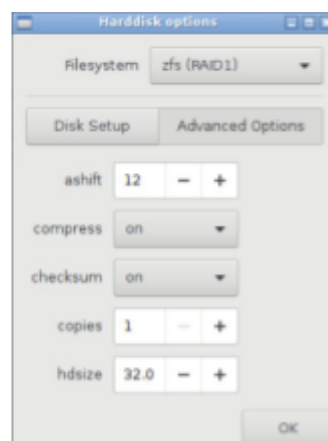 Harddisk options
Filesystem zfs (RAID1)
Disk Setup Advanced Options
ashift 12 − +
compress on
checksum on
copies 1 − +
hdsize 32.0 − +
OK